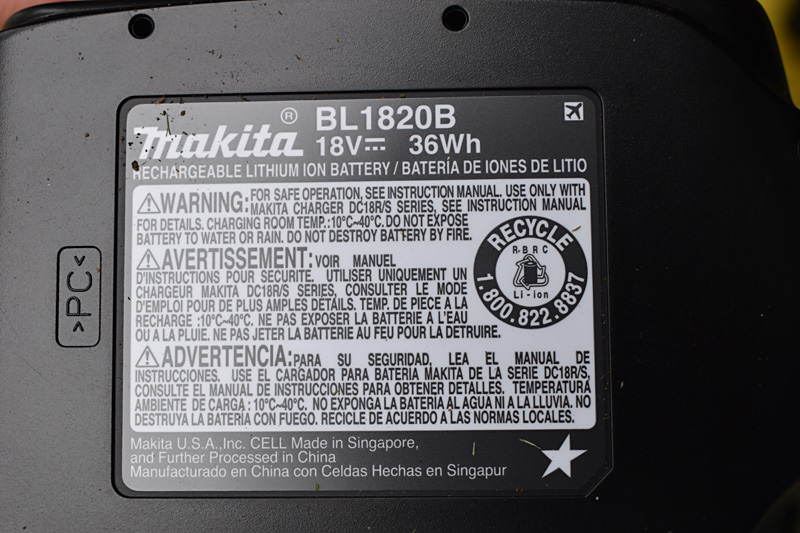 makita® BL1820B
18V⎓ 36Wh
RECHARGEABLE LITHIUM ION BATTERY / BATERÍA DE IONES DE LITIO
⚠WARNING: FOR SAFE OPERATION, SEE INSTRUCTION MANUAL. USE ONLY WITH
MAKITA CHARGER DC18R/S SERIES, SEE INSTRUCTION MANUAL
FOR DETAILS. CHARGING ROOM TEMP.:10°C~40°C. DO NOT EXPOSE
BATTERY TO WATER OR RAIN. DO NOT DESTROY BATTERY BY FIRE.
⚠AVERTISSEMENT: VOIR MANUEL
D'INSTRUCTIONS POUR SECURITE. UTILISER UNIQUEMENT UN
CHARGEUR MAKITA DC18R/S SERIES, CONSULTER LE MODE
D'EMPLOI POUR DE PLUS AMPLES DÉTAILS. TEMP. DE PIECE A LA
RECHARGE :10°C~40°C. NE PAS EXPOSER LA BATTERIE A L'EAU
OU A LA PLUIE. NE PAS JETER LA BATTERIE AU FEU POUR LA DETRUIRE.
RECYCLE
RBRC
Li-ion
1.800.822.8837
⚠ADVERTENCIA: PARA SU SEGURIDAD, LEA EL MANUAL DE
INSTRUCCIONES. USE EL CARGADOR PARA BATERIA MAKITA DE LA SERIE DC18R/S,
CONSULTE EL MANUAL DE INSTRUCCIONES PARA OBTENER DETALLES. TEMPERATURA
AMBIENTE DE CARGA : 10°C~40°C. NO EXPONGA LA BATERIA AL AGUA NI A LA LLUVIA. NO
DESTRUYA LA BATERÍA CON FUEGO. RECICLE DE ACUERDO A LAS NORMAS LOCALES.
Makita U.S.A.,Inc. CELL Made in Singapore,
and Further Processed in China
Manufacturado en China con Celdas Hechas en Singapur
>PC<